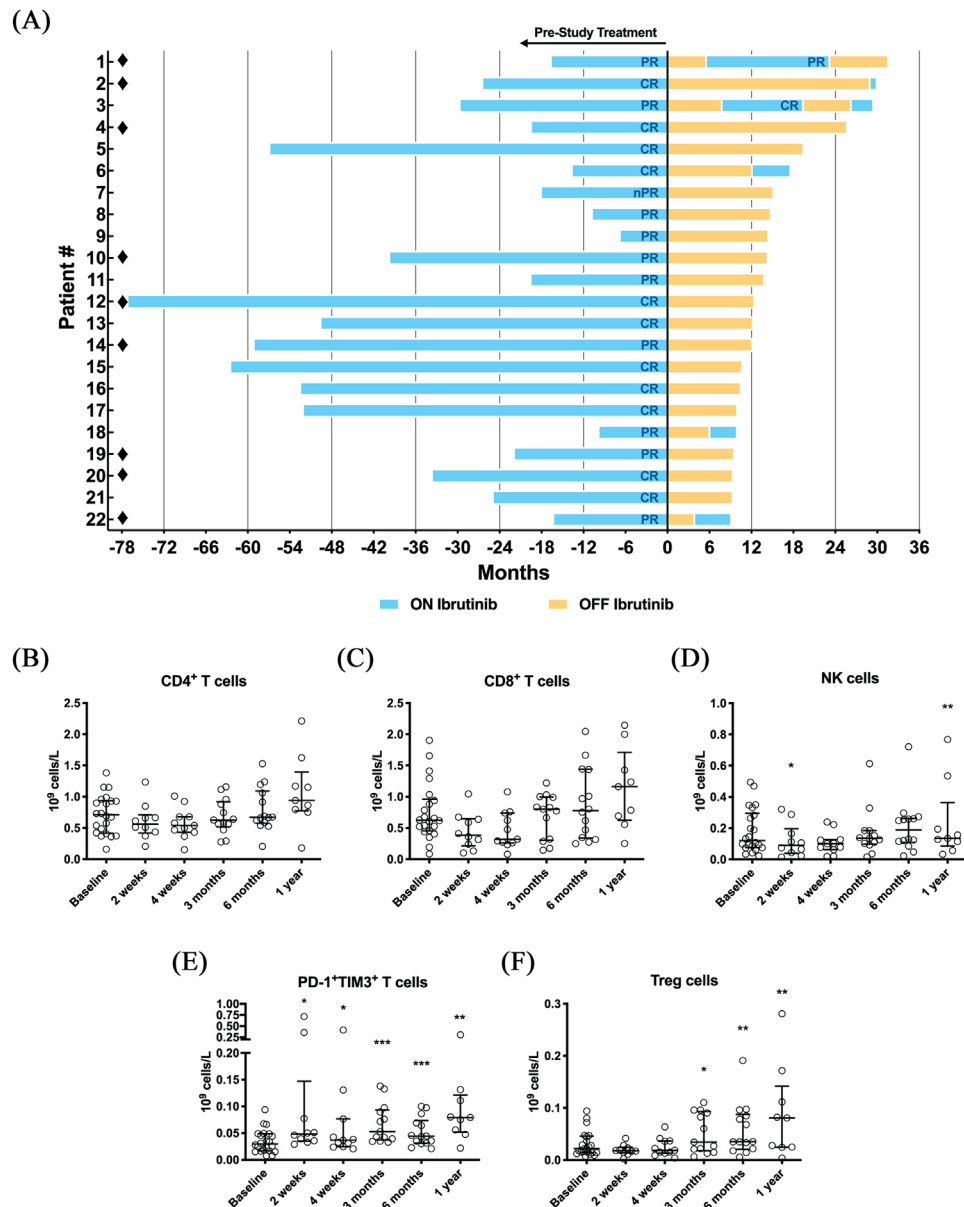 (A)
Pre-Study Treatment
Patient #
1 PR PR
2 CR
3 PR CR
4 CR
5 CR
6 CR
7 nPR
8 PR
9 PR
10 PR
11 PR
12 CR
13 CR
14 PR
15 CR
16 CR
17 CR
18 PR
19 PR
20 CR
21 CR
22 PR
-78 -72 -66 -60 -54 -48 -42 -36 -30 -24 -18 -12 -6 0 6 12 18 24 30 36
Months
ON Ibrutinib OFF Ibrutinib
(B)
CD4+ T cells
10⁹ cells/L
2.5
2.0
1.5
1.0
0.5
0.0
Baseline 2 weeks 4 weeks 3 months 6 months 1 year
(C)
CD8+ T cells
10⁹ cells/L
2.5
2.0
1.5
1.0
0.5
0.0
Baseline 2 weeks 4 weeks 3 months 6 months 1 year
(D)
NK cells
10⁹ cells/L
1.0
0.8
0.6
0.4
0.2
0.0
* **
Baseline 2 weeks 4 weeks 3 months 6 months 1 year
(E)
PD-1+TIM3+ T cells
10⁹ cells/L
1.00
0.75
0.50
0.25
0.20
0.15
0.10
0.05
0.00
* * *** *** **
Baseline 2 weeks 4 weeks 3 months 6 months 1 year
(F)
Treg cells
10⁹ cells/L
0.3
0.2
0.1
0.0
* ** **
Baseline 2 weeks 4 weeks 3 months 6 months 1 year